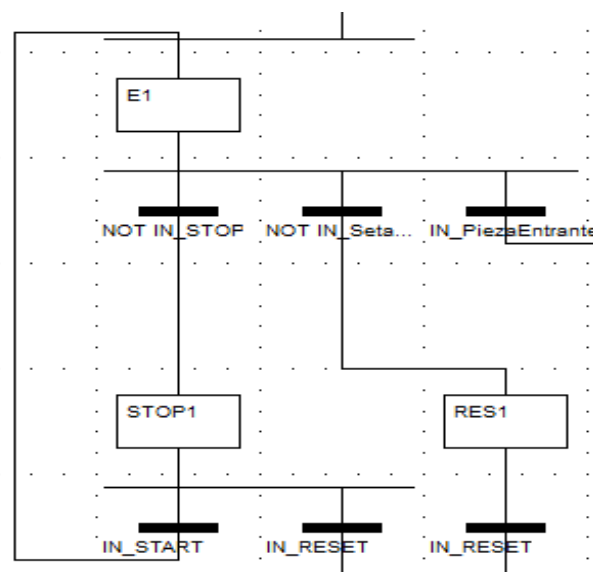 E1
NOT IN_STOP NOT IN_Seta... IN_PiezaEntrante
STOP1 RES1
IN_START IN_RESET IN_RESET